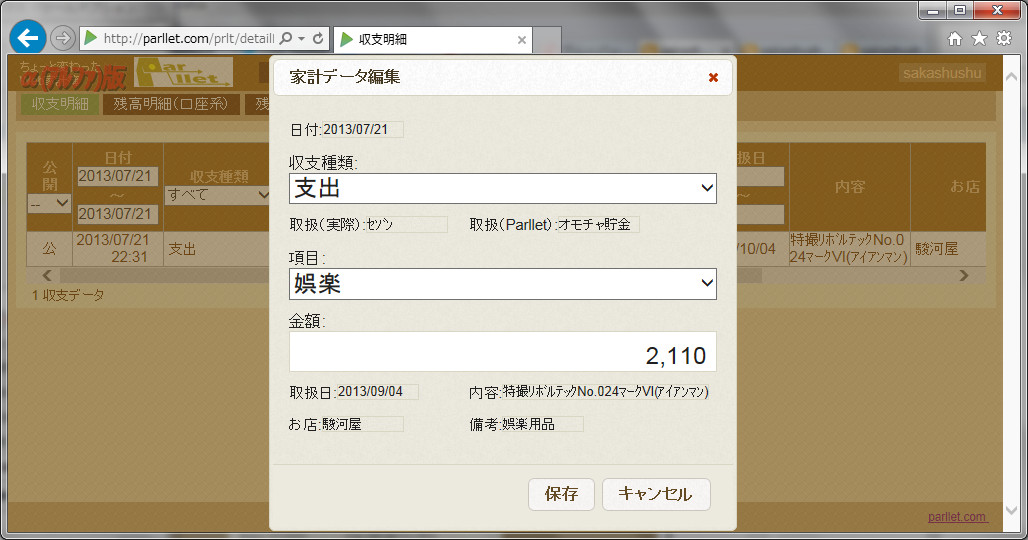 http://parllet.com/prlt/detaill
収支明細
ちょっと変わった
α(アルファ)版
Parllet
sakashushu
収支明細
残高明細(口座系)
残
家計データ編集
日付:2013/07/21
収支種類:
支出
取扱(実際):ｾｿﾞﾝ
取扱(Parllet):オモチャ貯金
項目:
娯楽
金額:
2,110
取扱日:2013/09/04
内容:特撮ﾘﾎﾞﾙﾃｯｸNo.024ﾏｰｸⅥ(ｱｲｱﾝﾏﾝ)
お店:駿河屋
備考:娯楽用品
保存
キャンセル
公開
--
日付
2013/07/21
～
2013/07/21
収支種類
すべて
扱日
内容
お店
公
2013/07/21
22:31
支出
/10/04
特撮ﾘﾎﾞﾙﾃｯｸNo.0
24ﾏｰｸⅥ(ｱｲｱﾝﾏﾝ)
駿河屋
1 収支データ
parllet.com